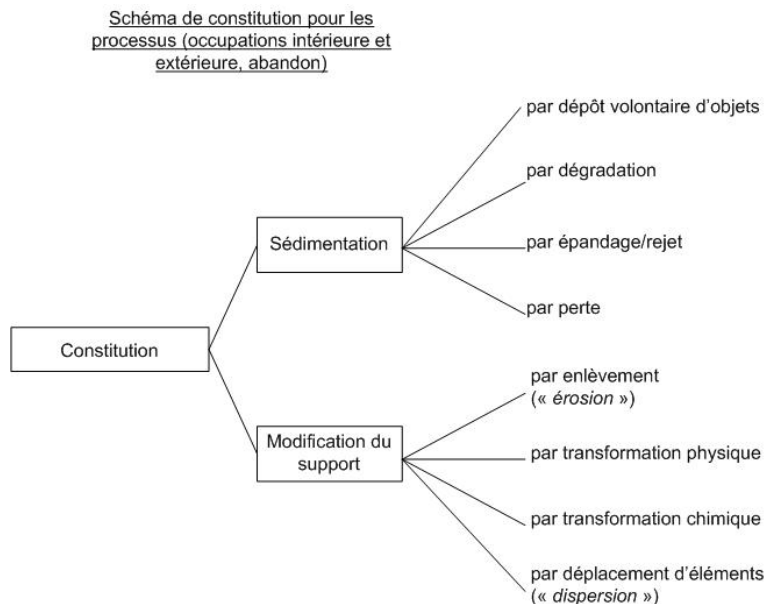 Schéma de constitution pour les
processus (occupations intérieure et
extérieure, abandon)
par dépôt volontaire d'objets
par dégradation
Sédimentation
par épandage/rejet
par perte
Constitution
par enlèvement
(« érosion »)
Modification du
support
par transformation physique
par transformation chimique
par déplacement d'éléments
(« dispersion »)